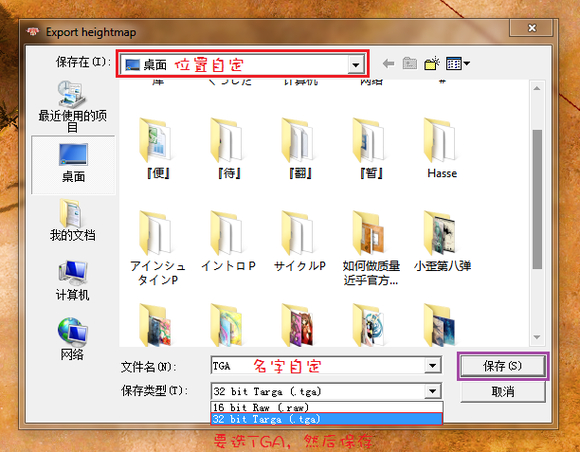 Export heightmap
保存在(I):
桌面 位置自定
最近使用的项目
桌面
我的文档
计算机
网络
『便』 『待』 『翻』 『暫』 Hasse
アインシュタインP イントロP サイクルP 如何做质量近乎官方... 小歪第八弹
文件名(N): TGA 名字自定 保存(S)
保存类型(T): 32 bit Targa (.tga) 取消
16 bit Raw (.raw)
32 bit Targa (.tga)
要选TGA，然后保存